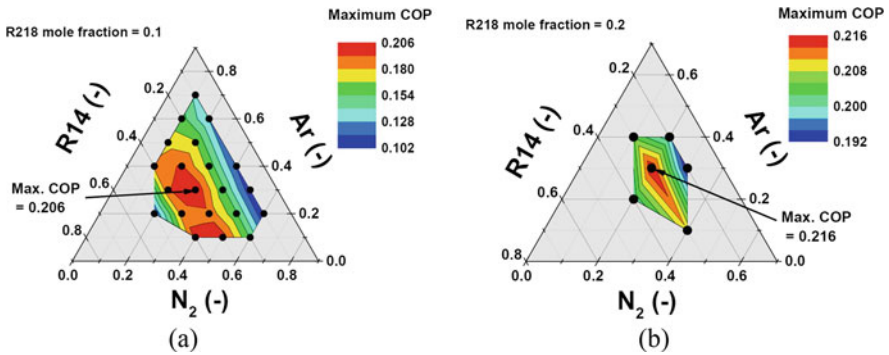 R218 mole fraction = 0.1
Maximum COP
0.206
0.180
0.154
0.128
0.102
R14 (-)
Ar (-)
N2 (-)
0.2
0.4
0.6
0.8
0.8
0.6
0.4
0.2
0.0
0.0
0.2
0.4
0.6
0.8
Max. COP
= 0.206
(a)
R218 mole fraction = 0.2
Maximum COP
0.216
0.208
0.200
0.192
R14 (-)
Ar (-)
N2 (-)
0.2
0.4
0.6
0.8
0.6
0.4
0.2
0.0
0.0
0.2
0.4
0.6
Max. COP
= 0.216
(b)